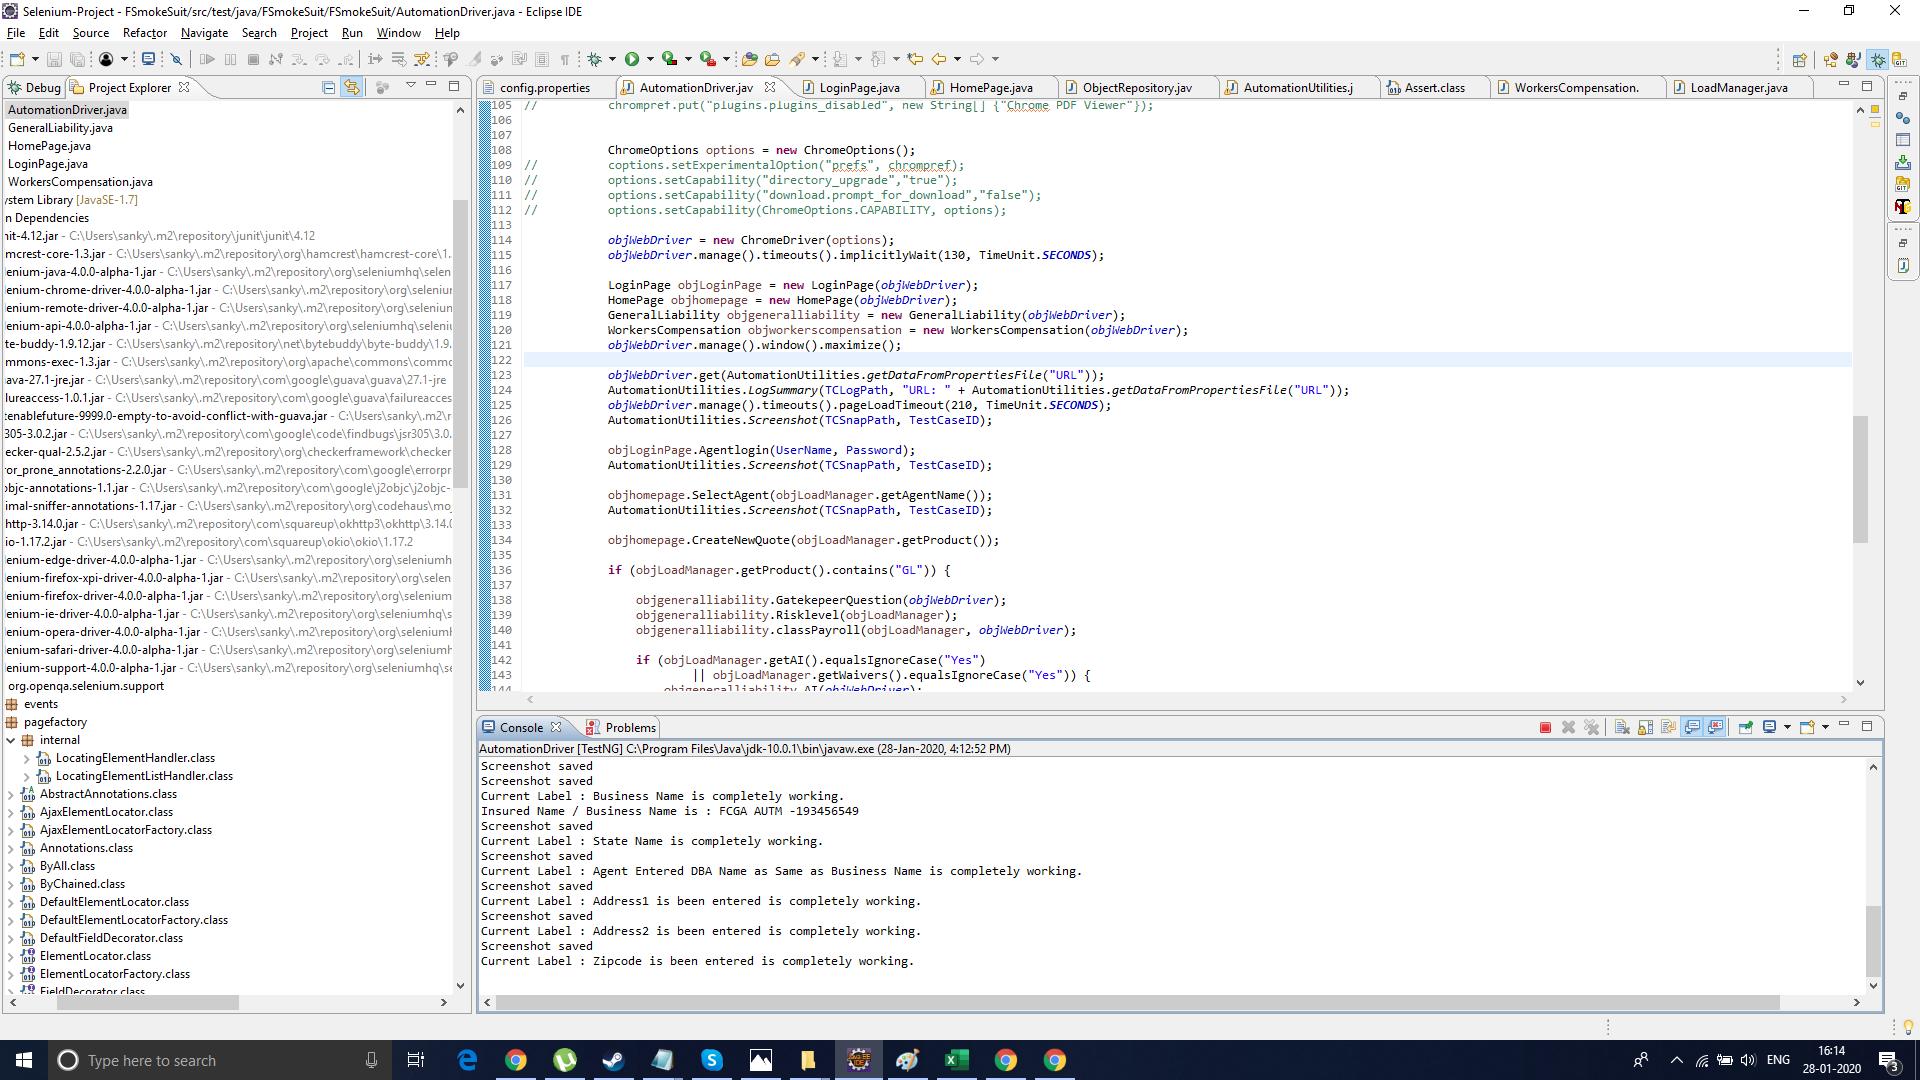 Selenium-Project - FSmokeSuit/src/test/java/FSmokeSuit/FSmokeSuit/AutomationDriver.java - Eclipse IDE
File Edit Source Refactor Navigate Search Project Run Window Help
Debug Project Explorer
config.properties AutomationDriver.jav LoginPage.java HomePage.java ObjectRepository.jav AutomationUtilities.j Assert.class WorkersCompensation. LoadManager.java
AutomationDriver.java
GeneralLiability.java
HomePage.java
LoginPage.java
WorkersCompensation.java
ystem Library [JavaSE-1.7]
n Dependencies
nit-4.12.jar - C:\Users\sanky\.m2\repository\junit\junit\4.12
mcrest-core-1.3.jar - C:\Users\sanky\.m2\repository\org\hamcrest\hamcrest-core\1.
lenium-java-4.0.0-alpha-1.jar - C:\Users\sanky\.m2\repository\org\seleniumhq\selen
lenium-chrome-driver-4.0.0-alpha-1.jar - C:\Users\sanky\.m2\repository\org\seleni
lenium-remote-driver-4.0.0-alpha-1.jar - C:\Users\sanky\.m2\repository\org\seleni
lenium-api-4.0.0-alpha-1.jar - C:\Users\sanky\.m2\repository\org\seleniumhq\seleni
te-buddy-1.9.12.jar - C:\Users\sanky\.m2\repository\net\bytebuddy\byte-buddy\1.9.
mmons-exec-1.3.jar - C:\Users\sanky\.m2\repository\org\apache\commons\commc
ava-27.1-jre.jar - C:\Users\sanky\.m2\repository\com\google\guava\guava\27.1-jre
ilureaccess-1.0.1.jar - C:\Users\sanky\.m2\repository\com\google\guava\failureacces
tenablefuture-9999.0-empty-to-avoid-conflict-with-guava.jar - C:\Users\sanky\.m2\r
305-3.0.2.jar - C:\Users\sanky\.m2\repository\com\google\code\findbugs\jsr305\3.0.
ecker-qual-2.5.2.jar - C:\Users\sanky\.m2\repository\org\checkerframework\checker
ror_prone_annotations-2.2.0.jar - C:\Users\sanky\.m2\repository\com\google\errorpr
objc-annotations-1.1.jar - C:\Users\sanky\.m2\repository\com\google\j2objc\j2objc-
imal-sniffer-annotations-1.17.jar - C:\Users\sanky\.m2\repository\org\codehaus\mo
http-3.14.0.jar - C:\Users\sanky\.m2\repository\com\squareup\okhttp3\okhttp\3.14.0
io-1.17.2.jar - C:\Users\sanky\.m2\repository\com\squareup\okio\okio\1.17.2
lenium-edge-driver-4.0.0-alpha-1.jar - C:\Users\sanky\.m2\repository\org\seleniumh
lenium-firefox-xpi-driver-4.0.0-alpha-1.jar - C:\Users\sanky\.m2\repository\org\selen
lenium-firefox-driver-4.0.0-alpha-1.jar - C:\Users\sanky\.m2\repository\org\seleniun
lenium-ie-driver-4.0.0-alpha-1.jar - C:\Users\sanky\.m2\repository\org\seleniumhq\s
lenium-opera-driver-4.0.0-alpha-1.jar - C:\Users\sanky\.m2\repository\org\seleniuml
lenium-safari-driver-4.0.0-alpha-1.jar - C:\Users\sanky\.m2\repository\org\seleniuml
lenium-support-4.0.0-alpha-1.jar - C:\Users\sanky\.m2\repository\org\seleniumhq\se
org.openqa.selenium.support
events
pagefactory
internal
LocatingElementHandler.class
LocatingElementListHandler.class
AbstractAnnotations.class
AjaxElementLocator.class
AjaxElementLocatorFactory.class
Annotations.class
ByAll.class
ByChained.class
DefaultElementLocator.class
DefaultElementLocatorFactory.class
DefaultFieldDecorator.class
ElementLocator.class
ElementLocatorFactory.class
FieldDecorator.class
105 // chrompref.put("plugins.plugins_disabled", new String[] {"Chrome PDF Viewer"});
106
107
108 ChromeOptions options = new ChromeOptions();
109 // coptions.setExperimentalOption("prefs", chrompref);
110 // options.setCapability("directory_upgrade","true");
111 // options.setCapability("download.prompt_for_download","false");
112 // options.setCapability(ChromeOptions.CAPABILITY, options);
113
114 objWebDriver = new ChromeDriver(options);
115 objWebDriver.manage().timeouts().implicitlyWait(130, TimeUnit.SECONDS);
116
117 LoginPage objLoginPage = new LoginPage(objWebDriver);
118 HomePage objhomepage = new HomePage(objWebDriver);
119 GeneralLiability objgeneralliability = new GeneralLiability(objWebDriver);
120 WorkersCompensation objworkerscompensation = new WorkersCompensation(objWebDriver);
121 objWebDriver.manage().window().maximize();
122
123 objWebDriver.get(AutomationUtilities.getDataFromPropertiesFile("URL"));
124 AutomationUtilities.LogSummary(TCLogPath, "URL: " + AutomationUtilities.getDataFromPropertiesFile("URL"));
125 objWebDriver.manage().timeouts().pageLoadTimeout(210, TimeUnit.SECONDS);
126 AutomationUtilities.Screenshot(TCSnapPath, TestCaseID);
127
128 objLoginPage.Agentlogin(UserName, Password);
129 AutomationUtilities.Screenshot(TCSnapPath, TestCaseID);
130
131 objhomepage.SelectAgent(objLoadManager.getAgentName());
132 AutomationUtilities.Screenshot(TCSnapPath, TestCaseID);
133
134 objhomepage.CreateNewQuote(objLoadManager.getProduct());
135
136 if (objLoadManager.getProduct().contains("GL")) {
137
138 objgeneralliability.GatekepeerQuestion(objWebDriver);
139 objgeneralliability.Risklevel(objLoadManager);
140 objgeneralliability.classPayroll(objLoadManager, objWebDriver);
141
142 if (objLoadManager.getAI().equalsIgnoreCase("Yes")
143 || objLoadManager.getWaivers().equalsIgnoreCase("Yes")) {
144 objgeneralliability.AI(objWebDriver);
Console Problems
AutomationDriver [TestNG] C:\Program Files\Java\jdk-10.0.1\bin\javaw.exe (28-Jan-2020, 4:12:52 PM)
Screenshot saved
Screenshot saved
Current Label : Business Name is completely working.
Insured Name / Business Name is : FCGA AUTM -193456549
Screenshot saved
Current Label : State Name is completely working.
Screenshot saved
Current Label : Agent Entered DBA Name as Same as Business Name is completely working.
Screenshot saved
Current Label : Address1 is been entered is completely working.
Screenshot saved
Current Label : Address2 is been entered is completely working.
Screenshot saved
Current Label : Zipcode is been entered is completely working.
Type here to search
ENG
16:14
28-01-2020
3